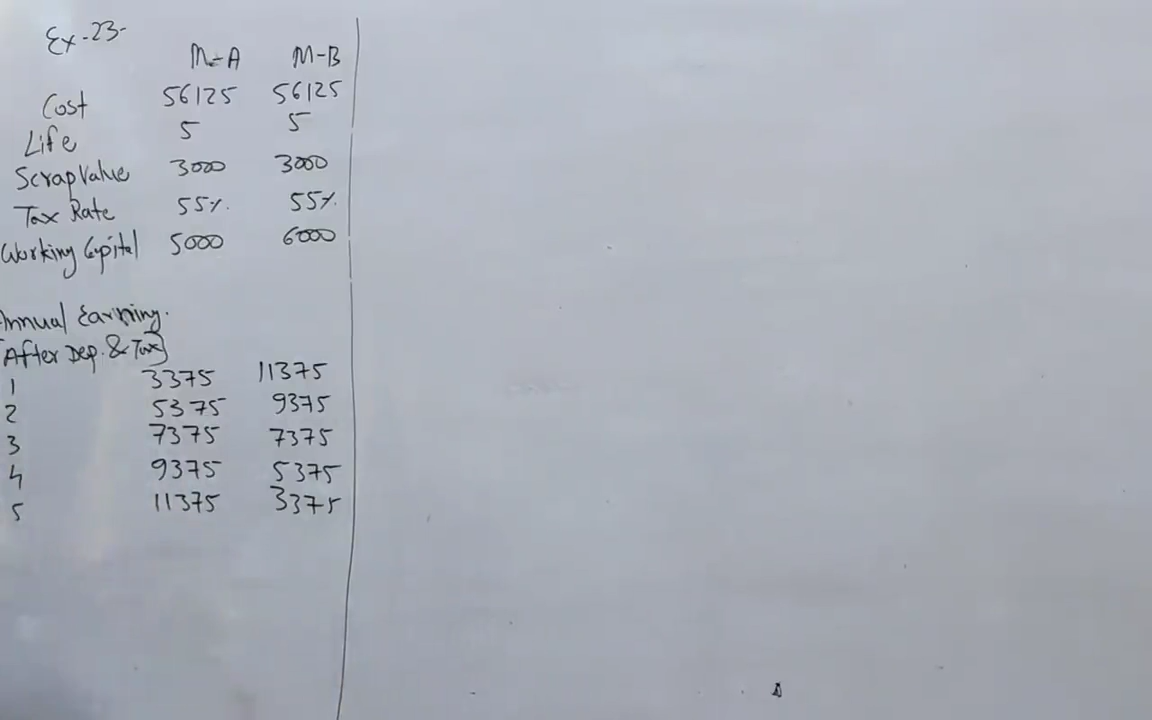 Ex-23-
M-A M-B
Cost 56125 56125
Life 5 5
Scrap Value 3000 3000
Tax Rate 55% 55%
Working Capital 5000 6000
Annual Earning.
[After Dep. & Tax]
1 3375 11375
2 5375 9375
3 7375 7375
4 9375 5375
5 11375 3375